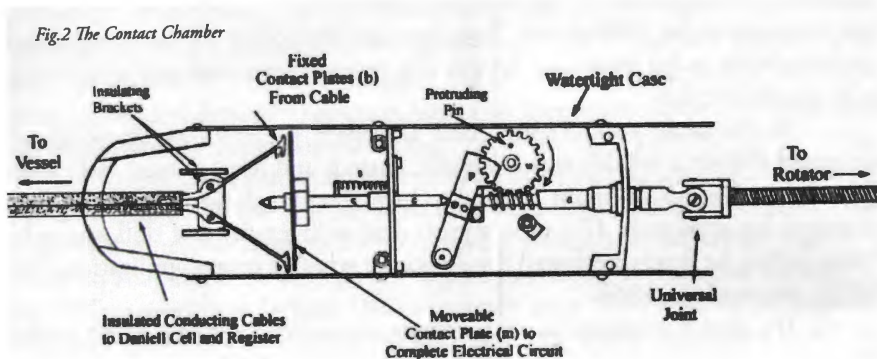 Fig.2 The Contact Chamber
Fixed
Contact Plates (b)
From Cable
Insulating
Brackets
Protruding
Pin
Watertight Case
To
Vessel
To
Rotator
Insulated Conducting Cables
to Daniell Cell and Register
Moveable
Contact Plate (m) to
Complete Electrical Circuit
Universal
Joint